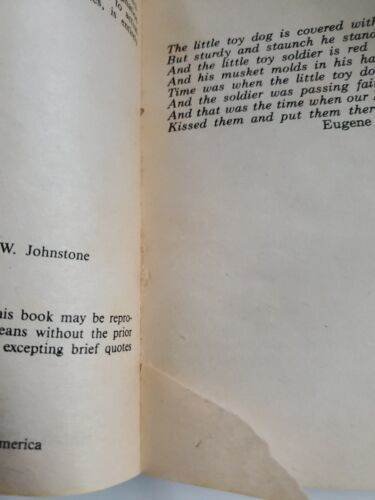 to
is
W. Johnstone
his book may be repro-
eans without the prior
excepting brief quotes
merica
The little toy dog is covered with
But sturdy and staunch he stand
And the little toy soldier is red
And his musket molds in his ha
Time was when the little toy do
And the soldier was passing fai
And that was the time when our
Kissed them and put them ther
Eugene